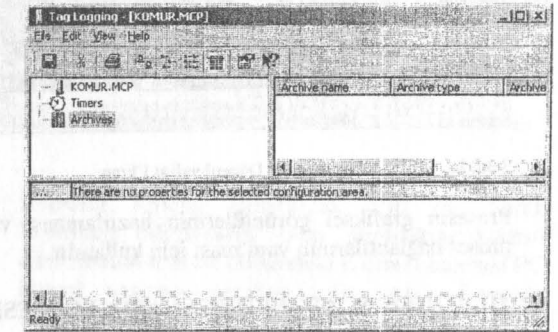 Tag Logging - [KOMUR.MCP]
File Edit View Help
KOMUR.MCP
Timers
Archives
Archive name Archive type Archive
There are no properties for the selected configuration area.
Ready